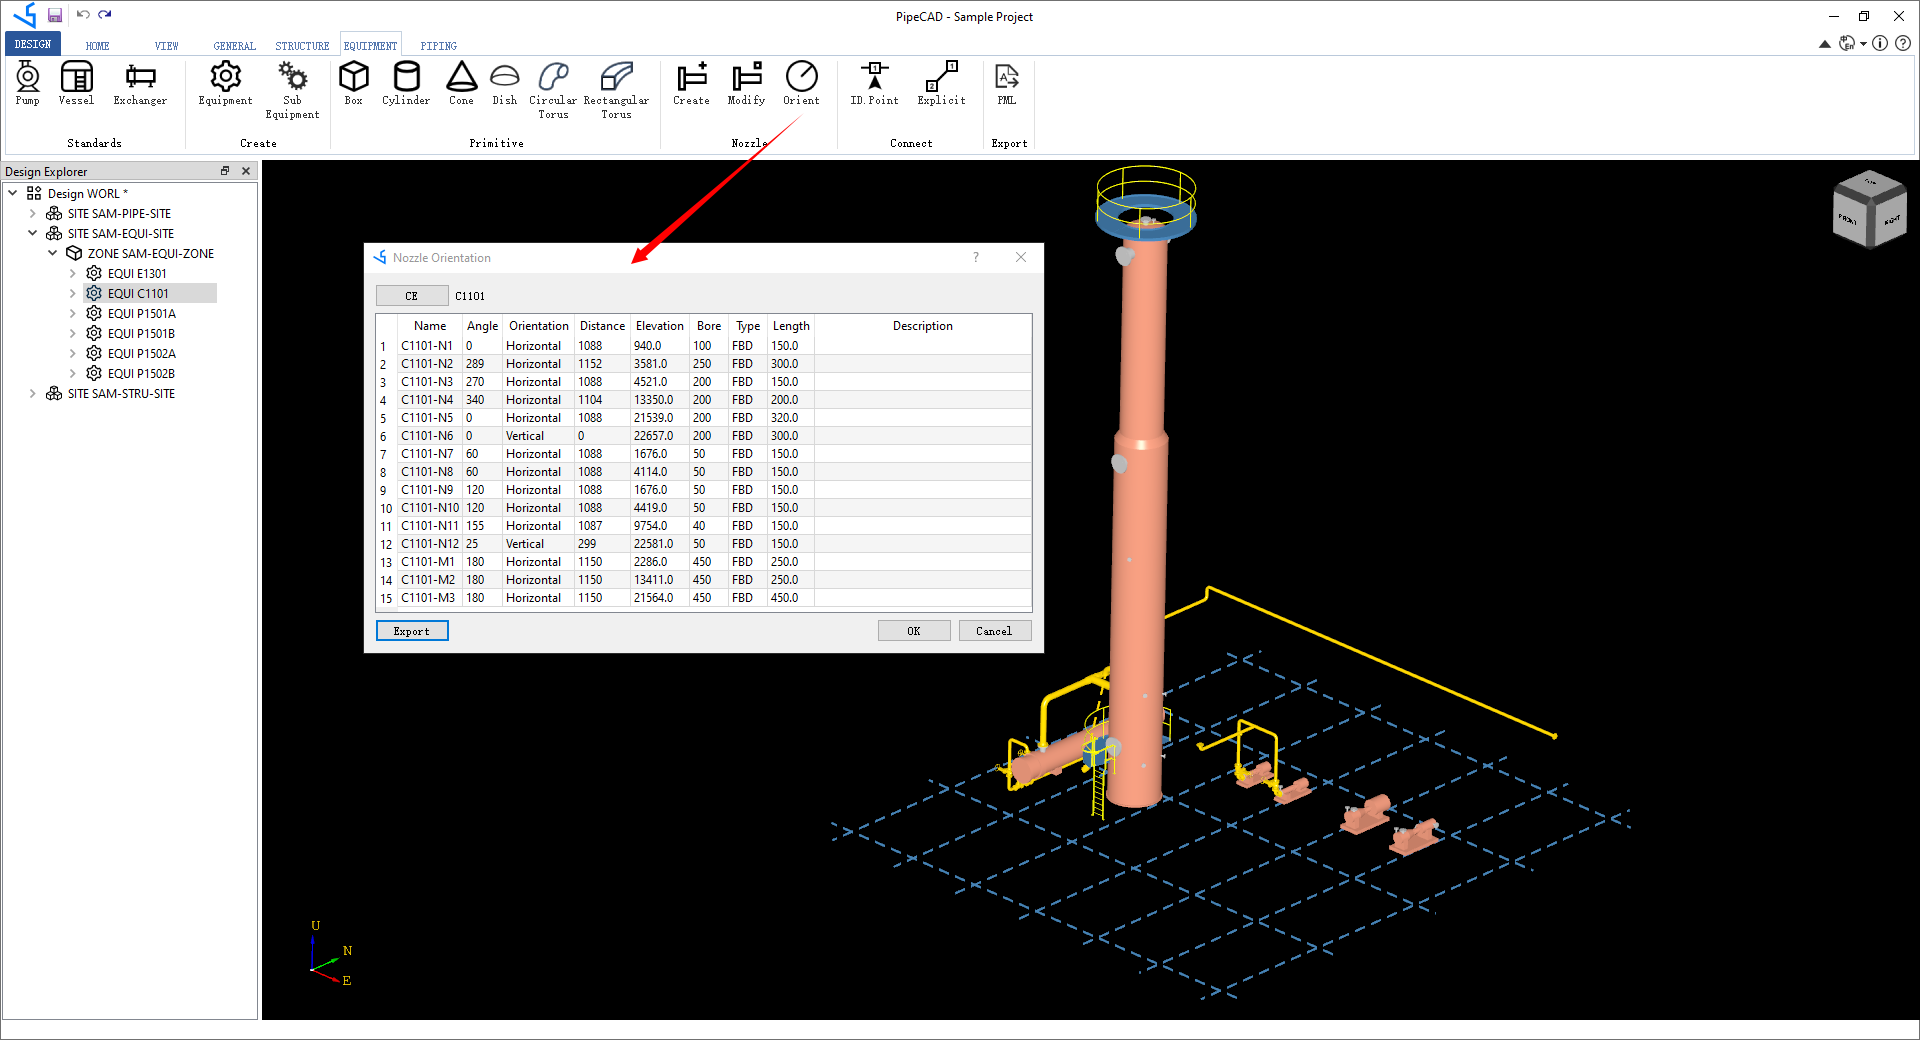 PipeCAD - Sample Project
DESIGN HOME VIEW GENERAL STRUCTURE EQUIPMENT PIPING
Pump Vessel Exchanger Equipment Sub Equipment Box Cylinder Cone Dish Circular Torus Rectangular Torus Create Modify Orient ID.Point Explicit PML
Standards Create Primitive Nozzle Connect Export
Design Explorer
Design WORL *
SITE SAM-PIPE-SITE
SITE SAM-EQUI-SITE
ZONE SAM-EQUI-ZONE
EQUI E1301
EQUI C1101
EQUI P1501A
EQUI P1501B
EQUI P1502A
EQUI P1502B
SITE SAM-STRU-SITE
Nozzle Orientation
CE C1101
Name Angle Orientation Distance Elevation Bore Type Length Description
1 C1101-N1 0 Horizontal 1088 940.0 100 FBD 150.0
2 C1101-N2 289 Horizontal 1152 3581.0 250 FBD 300.0
3 C1101-N3 270 Horizontal 1088 4521.0 200 FBD 150.0
4 C1101-N4 340 Horizontal 1104 13350.0 200 FBD 200.0
5 C1101-N5 0 Horizontal 1088 21539.0 200 FBD 320.0
6 C1101-N6 0 Vertical 0 22657.0 200 FBD 300.0
7 C1101-N7 60 Horizontal 1088 1676.0 50 FBD 150.0
8 C1101-N8 60 Horizontal 1088 4114.0 50 FBD 150.0
9 C1101-N9 120 Horizontal 1088 1676.0 50 FBD 150.0
10 C1101-N10 120 Horizontal 1088 4419.0 50 FBD 150.0
11 C1101-N11 155 Horizontal 1087 9754.0 40 FBD 150.0
12 C1101-N12 25 Vertical 299 22581.0 50 FBD 150.0
13 C1101-M1 180 Horizontal 1150 2286.0 450 FBD 250.0
14 C1101-M2 180 Horizontal 1150 13411.0 450 FBD 250.0
15 C1101-M3 180 Horizontal 1150 21564.0 450 FBD 450.0
Export OK Cancel
FRONT RIGHT
U
N
E